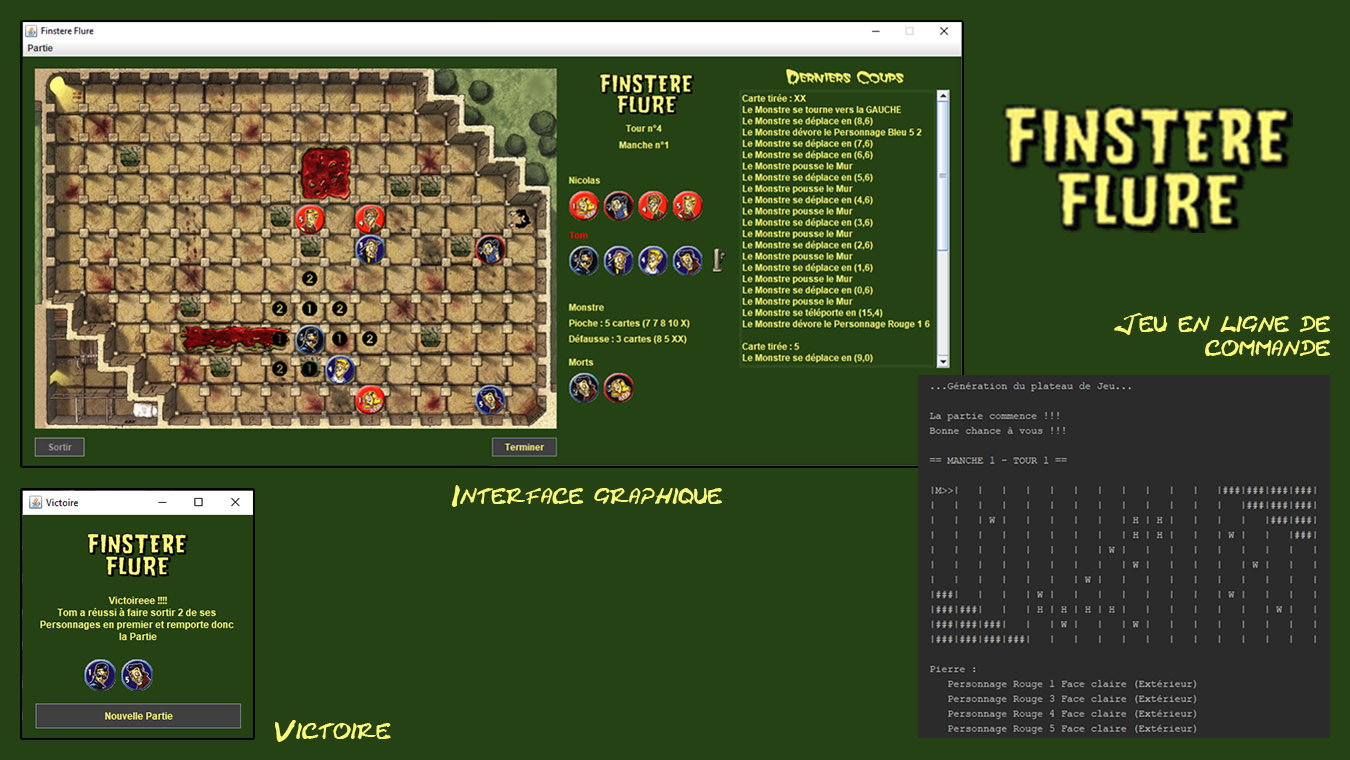 Finstere Flure
Partie
FINSTERE
FLURE
Tour n°4
Manche n°1
Nicolas
Tom
Monstre
Pioche : 5 cartes (7 7 8 10 X)
Défausse : 3 cartes (8 5 XX)
Morts
Derniers Coups
Carte tirée : XX
Le Monstre se tourne vers la GAUCHE
Le Monstre se déplace en (8,6)
Le Monstre dévore le Personnage Bleu 5 2
Le Monstre se déplace en (7,6)
Le Monstre se déplace en (6,6)
Le Monstre pousse le Mur
Le Monstre se déplace en (5,6)
Le Monstre pousse le Mur
Le Monstre se déplace en (4,6)
Le Monstre pousse le Mur
Le Monstre se déplace en (3,6)
Le Monstre pousse le Mur
Le Monstre se déplace en (2,6)
Le Monstre pousse le Mur
Le Monstre se déplace en (1,6)
Le Monstre pousse le Mur
Le Monstre se déplace en (0,6)
Le Monstre pousse le Mur
Le Monstre se téléporte en (15,4)
Le Monstre dévore le Personnage Rouge 1 6
Carte tirée : 5
Le Monstre se déplace en (9,0)
2
2 1 2
1 1 2
2 1
Sortir
Terminer
Interface graphique
FINSTERE
FLURE
Jeu en ligne de
commande
...Génération du plateau de Jeu...
La partie commence !!!
Bonne chance à vous !!!
== MANCHE 1 - TOUR 1 ==
|M>>|   |   |   |   |   |   |   |   |   |   |   |###|###|###|###|
|   |   |   |   |   |   |   |   |   |   |   |   |   |###|###|###|
|   |   | W |   |   |   |   |   | H | H |   |   |   |   |###|###|
|   |   |   |   |   |   |   |   | H | H |   |   | W |   |   |###|
|   |   |   |   |   |   |   | W |   |   |   |   |   |   |   |   |
|   |   |   |   |   |   |   |   | W |   |   |   |   | W |   |   |
|   |   |   |   |   |   | W |   |   |   |   |   |   |   |   |   |
|###|   |   |   | W |   |   |   |   |   |   |   | W |   |   |   |
|###|###|   |   | H | H | H | H |   |   |   |   |   |   | W |   |
|###|###|###|   |   | W |   |   | W |   |   |   |   |   |   |   |
|###|###|###|###|   |   |   |   |   |   |   |   |   |   |   |   |
Pierre :
Personnage Rouge 1 Face claire (Extérieur)
Personnage Rouge 3 Face claire (Extérieur)
Personnage Rouge 4 Face claire (Extérieur)
Personnage Rouge 5 Face claire (Extérieur)
Victoire
FINSTERE
FLURE
Victoireee !!!!
Tom a réussi à faire sortir 2 de ses
Personnages en premier et remporte donc
la Partie
1 5
Nouvelle Partie
Victoire